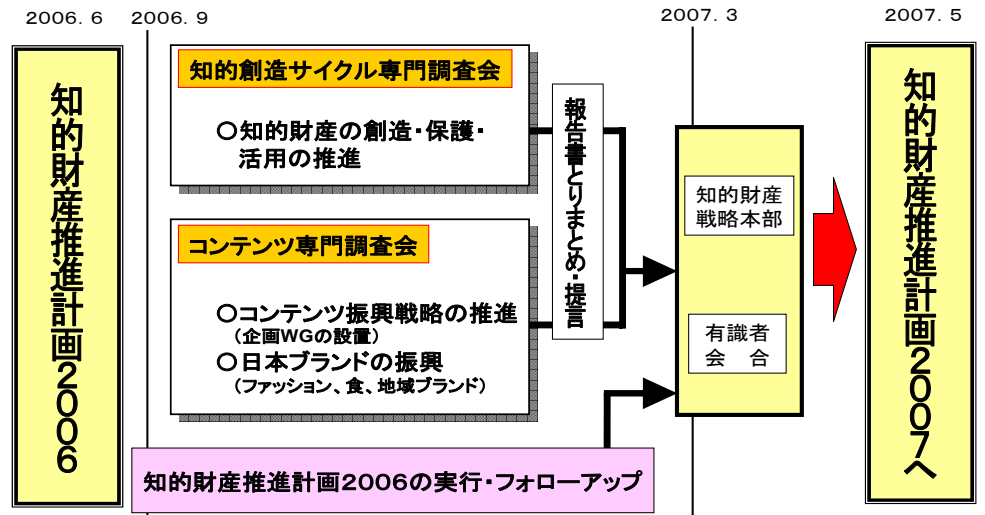 2006. 6
2006. 9
2007. 3
2007. 5
知的財産推進計画2006
知的創造サイクル専門調査会
○知的財産の創造・保護・
活用の推進
コンテンツ専門調査会
○コンテンツ振興戦略の推進
(企画WGの設置)
○日本ブランドの振興
(ファッション、食、地域ブランド)
報告書とりまとめ・提言
知的財産推進計画2006の実行・フォローアップ
知的財産
戦略本部
有識者
会 合
知的財産推進計画2007へ